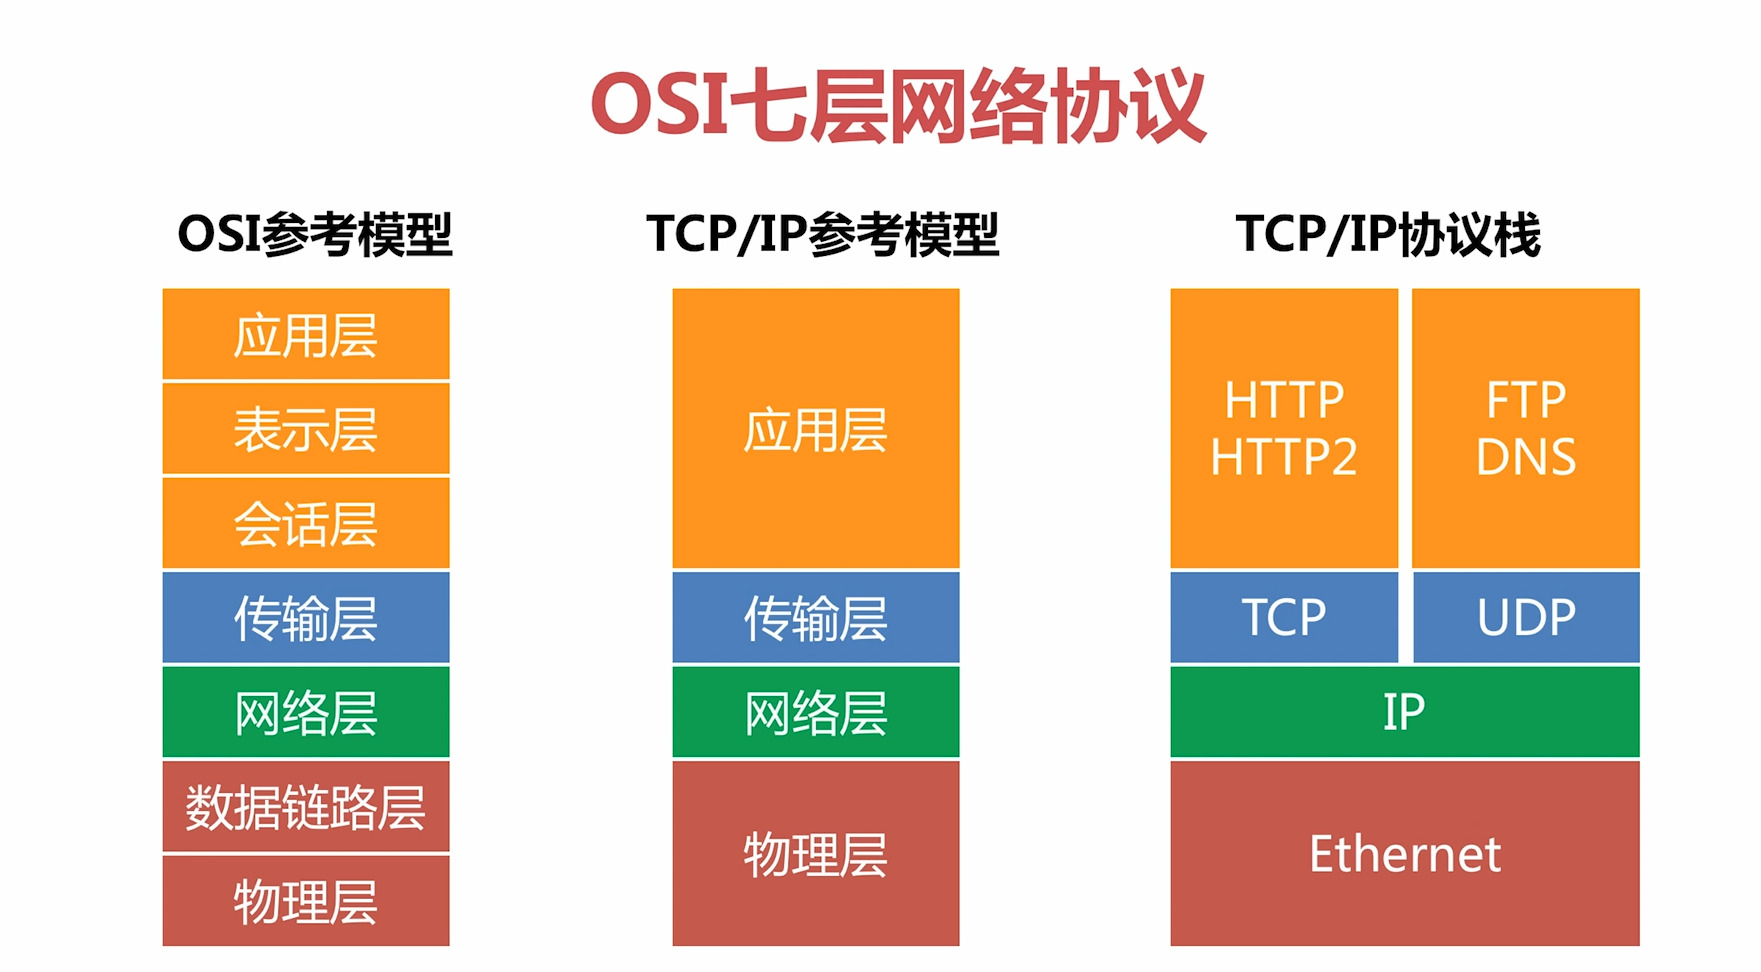 OSI七层网络协议
OSI参考模型
应用层
表示层
会话层
传输层
网络层
数据链路层
物理层
TCP/IP参考模型
应用层
传输层
网络层
物理层
TCP/IP协议栈
HTTP
HTTP2
FTP
DNS
TCP
UDP
IP
Ethernet